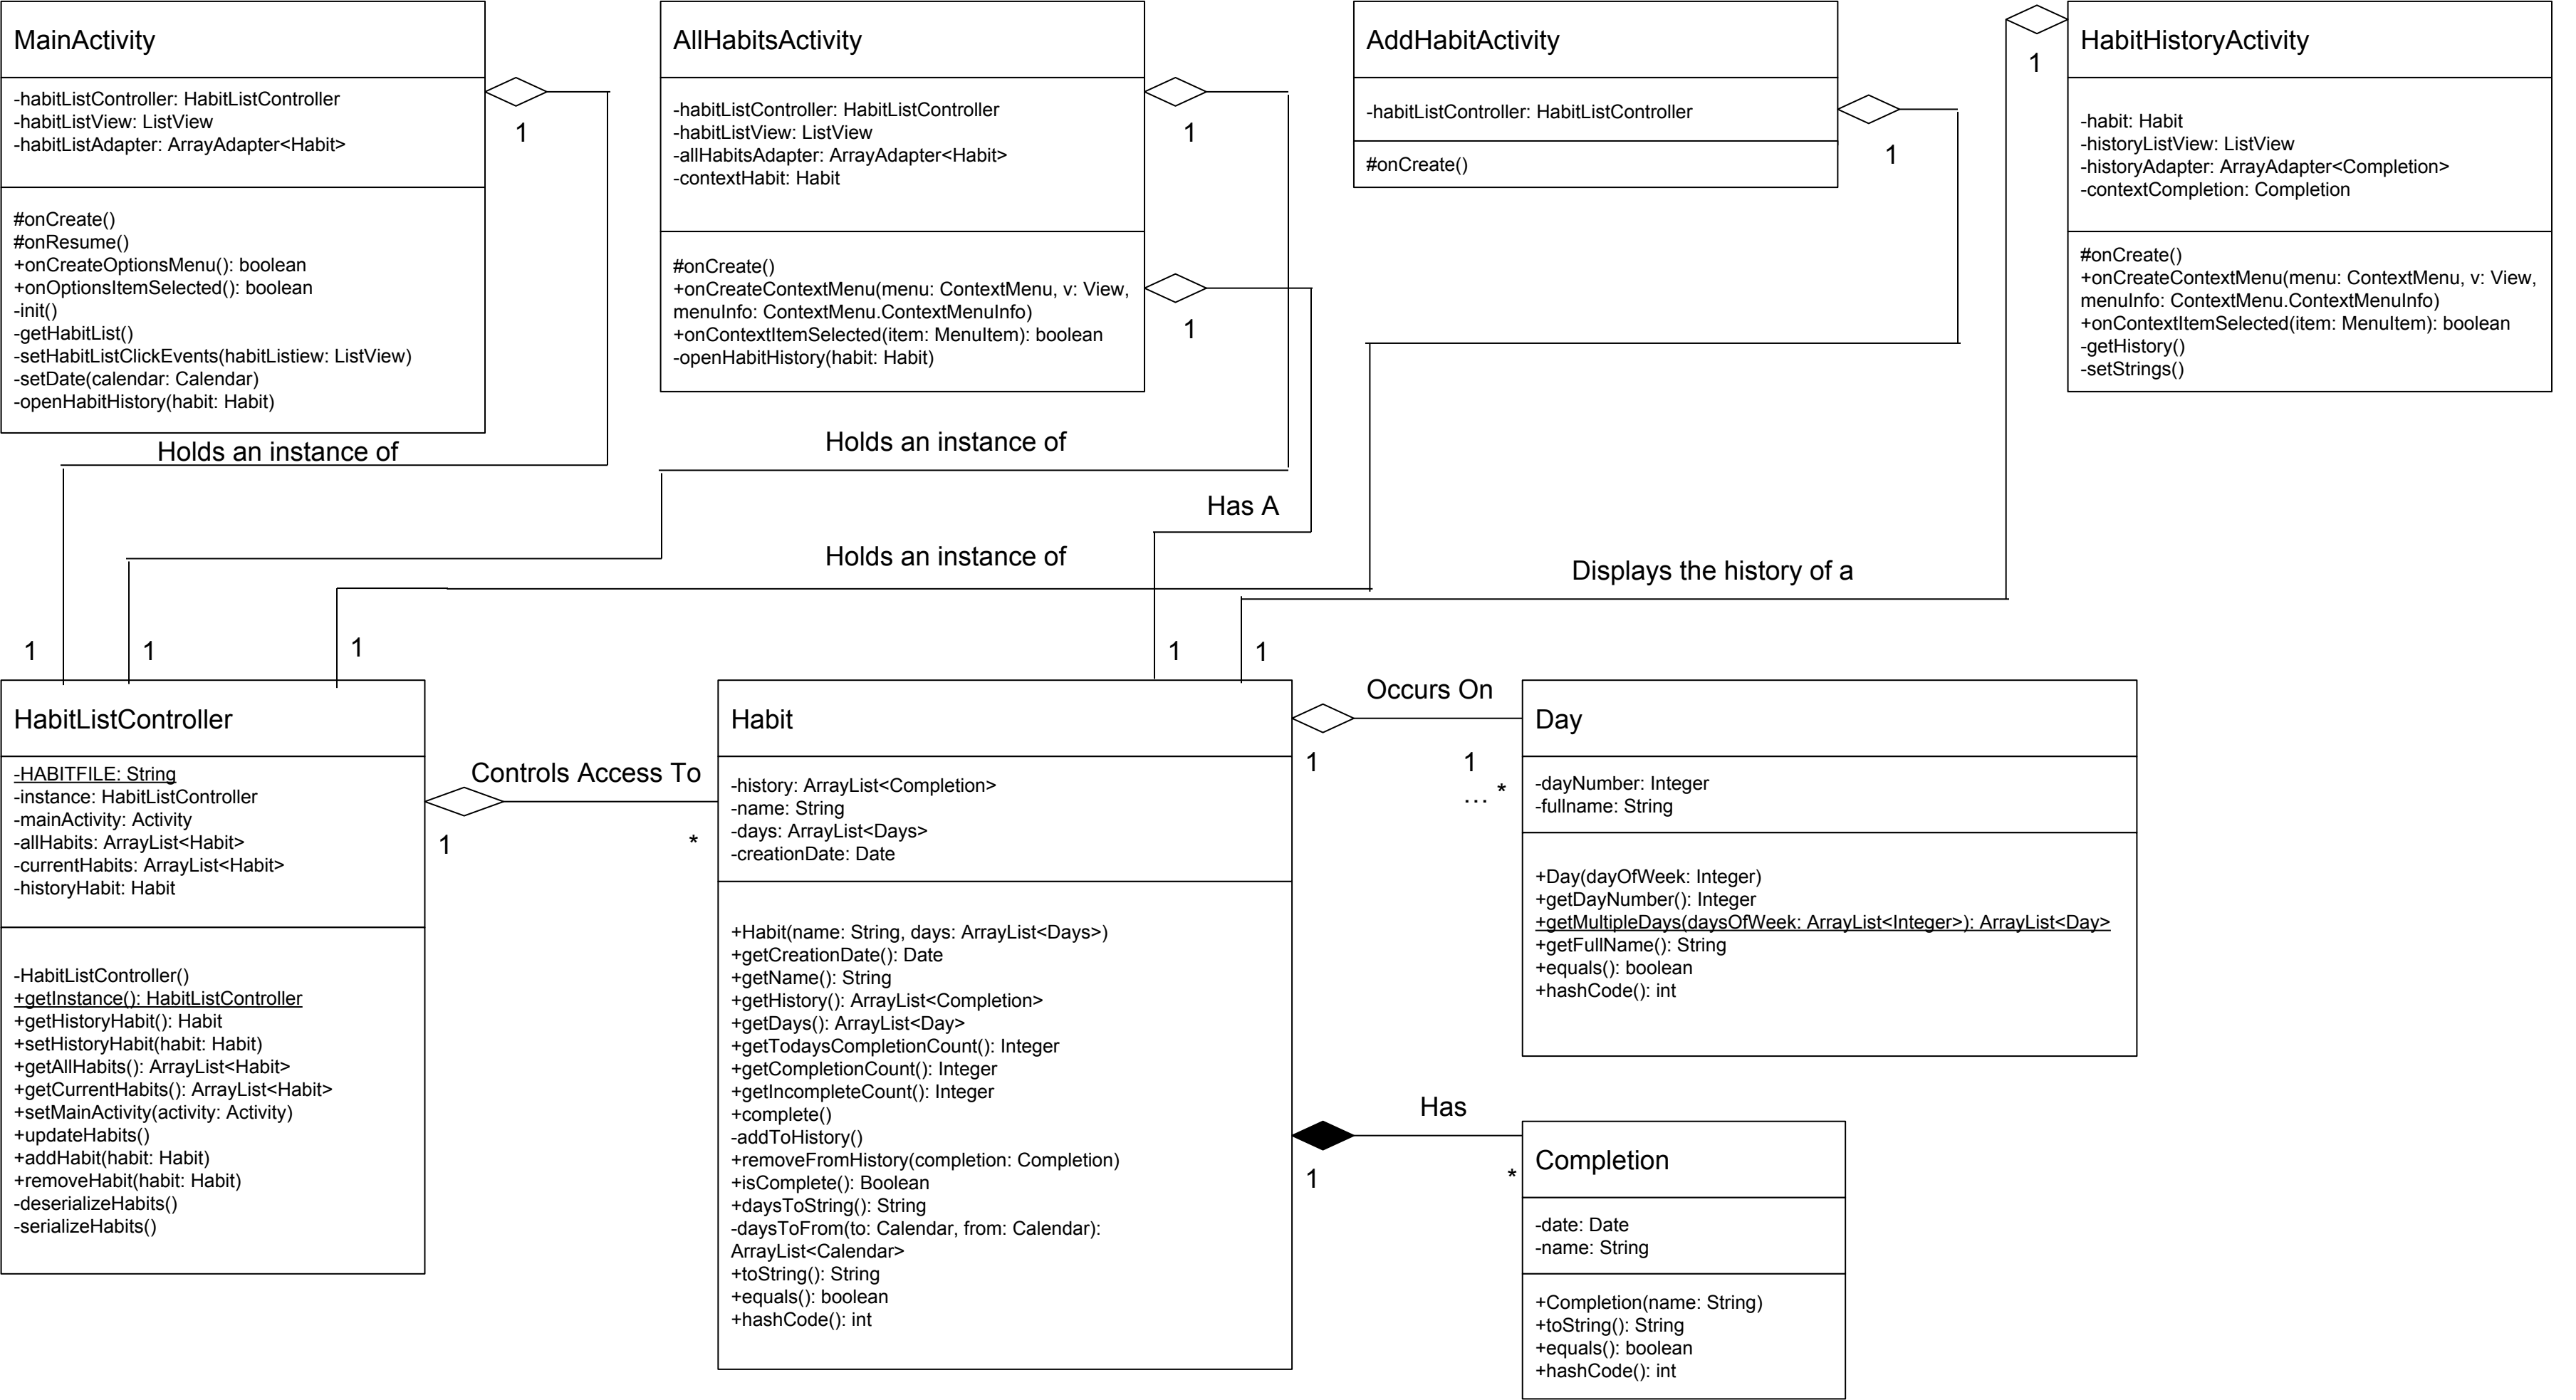 MainActivity
-habitListController: HabitListController
-habitListView: ListView
-habitListAdapter: ArrayAdapter<Habit>
#onCreate()
#onResume()
+onCreateOptionsMenu(): boolean
+onOptionsItemSelected(): boolean
-init()
-getHabitList()
-setHabitListClickEvents(habitListiew: ListView)
-setDate(calendar: Calendar)
-openHabitHistory(habit: Habit)
1
AllHabitsActivity
-habitListController: HabitListController
-habitListView: ListView
-allHabitsAdapter: ArrayAdapter<Habit>
-contextHabit: Habit
#onCreate()
+onCreateContextMenu(menu: ContextMenu, v: View,
menuInfo: ContextMenu.ContextMenuInfo)
+onContextItemSelected(item: MenuItem): boolean
-openHabitHistory(habit: Habit)
1
1
AddHabitActivity
-habitListController: HabitListController
#onCreate()
1
HabitHistoryActivity
-habit: Habit
-historyListView: ListView
-historyAdapter: ArrayAdapter<Completion>
-contextCompletion: Completion
#onCreate()
+onCreateContextMenu(menu: ContextMenu, v: View,
menuInfo: ContextMenu.ContextMenuInfo)
+onContextItemSelected(item: MenuItem): boolean
-getHistory()
-setStrings()
1
Holds an instance of
Holds an instance of
Has A
Holds an instance of
Displays the history of a
1
1
1
1
1
HabitListController
-HABITFILE: String
-instance: HabitListController
-mainActivity: Activity
-allHabits: ArrayList<Habit>
-currentHabits: ArrayList<Habit>
-historyHabit: Habit
-HabitListController()
+getInstance(): HabitListController
+getHistoryHabit(): Habit
+setHistoryHabit(habit: Habit)
+getAllHabits(): ArrayList<Habit>
+getCurrentHabits(): ArrayList<Habit>
+setMainActivity(activity: Activity)
+updateHabits()
+addHabit(habit: Habit)
+removeHabit(habit: Habit)
-deserializeHabits()
-serializeHabits()
Controls Access To
1
*
Habit
-history: ArrayList<Completion>
-name: String
-days: ArrayList<Days>
-creationDate: Date
+Habit(name: String, days: ArrayList<Days>)
+getCreationDate(): Date
+getName(): String
+getHistory(): ArrayList<Completion>
+getDays(): ArrayList<Day>
+getTodaysCompletionCount(): Integer
+getCompletionCount(): Integer
+getIncompleteCount(): Integer
+complete()
-addToHistory()
+removeFromHistory(completion: Completion)
+isComplete(): Boolean
+daysToString(): String
-daysToFrom(to: Calendar, from: Calendar):
ArrayList<Calendar>
+toString(): String
+equals(): boolean
+hashCode(): int
Occurs On
1
1
... *
Day
-dayNumber: Integer
-fullname: String
+Day(dayOfWeek: Integer)
+getDayNumber(): Integer
+getMultipleDays(daysOfWeek: ArrayList<Integer>): ArrayList<Day>
+getFullName(): String
+equals(): boolean
+hashCode(): int
Has
1
*
Completion
-date: Date
-name: String
+Completion(name: String)
+toString(): String
+equals(): boolean
+hashCode(): int